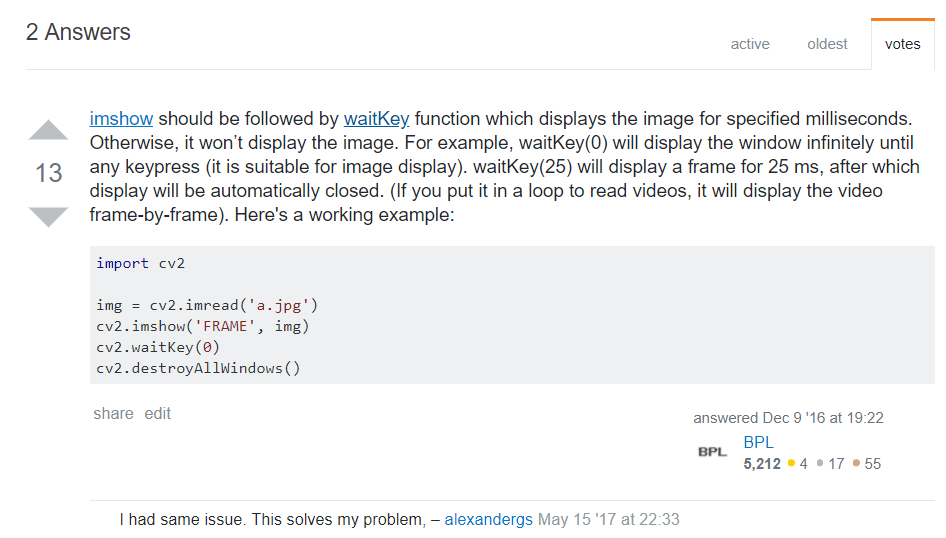 2 Answers
active oldest votes
imshow should be followed by waitKey function which displays the image for specified milliseconds.
Otherwise, it won’t display the image. For example, waitKey(0) will display the window infinitely until
any keypress (it is suitable for image display). waitKey(25) will display a frame for 25 ms, after which
display will be automatically closed. (If you put it in a loop to read videos, it will display the video
frame-by-frame). Here's a working example:
13
import cv2
img = cv2.imread('a.jpg')
cv2.imshow('FRAME', img)
cv2.waitKey(0)
cv2.destroyAllWindows()
share edit
answered Dec 9 '16 at 19:22
BPL
BPL
5,212 4 17 55
I had same issue. This solves my problem, – alexandergs May 15 '17 at 22:33